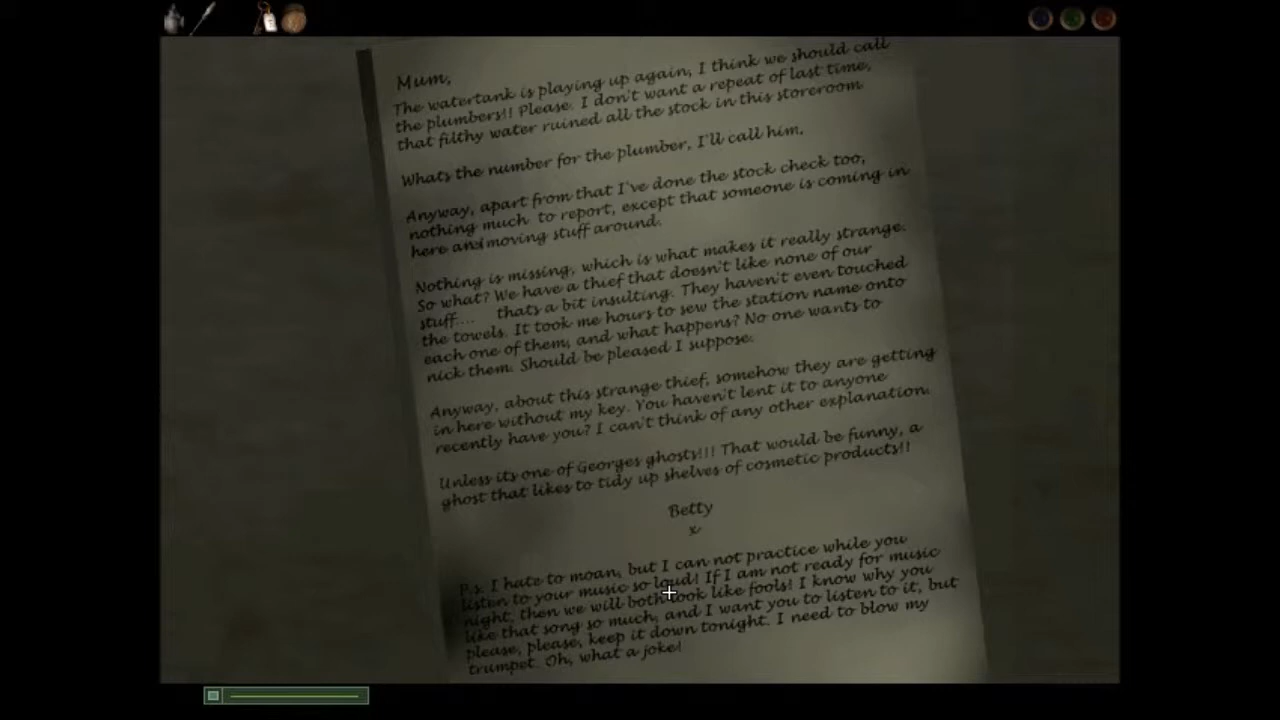 Mum,
The watertank is playing up again, I think we should call
the plumbers!! Please. I don't want a repeat of last time,
that filthy water ruined all the stock in this storeroom
Whats the number for the plumber, I'll call him.
Anyway, apart from that I've done the stock check too,
nothing much to report, except that someone is coming in
here and moving stuff around.
Nothing is missing, which is what makes it really strange.
So what? We have a thief that doesn't like none of our
stuff.... thats a bit insulting. They haven't even touched
the towels. It took me hours to sew the station name onto
each one of them, and what happens? No one wants to
nick them. Should be pleased I suppose.
Anyway, about this strange thief, somehow they are getting
in here without my key. You haven't lent it to anyone
recently have you? I can't think of any other explanation.
Unless its one of Georges ghosts!!! That would be funny, a
ghost that likes to tidy up shelves of cosmetic products!!
Betty
x
P.s. I hate to moan, but I can not practice while you
listen to your music so loud! If I am not ready for music
night, then we will both look like fools! I know why you
like that song so much, and I want you to listen to it, but
please, please, keep it down tonight. I need to blow my
trumpet. Oh, what a joke!